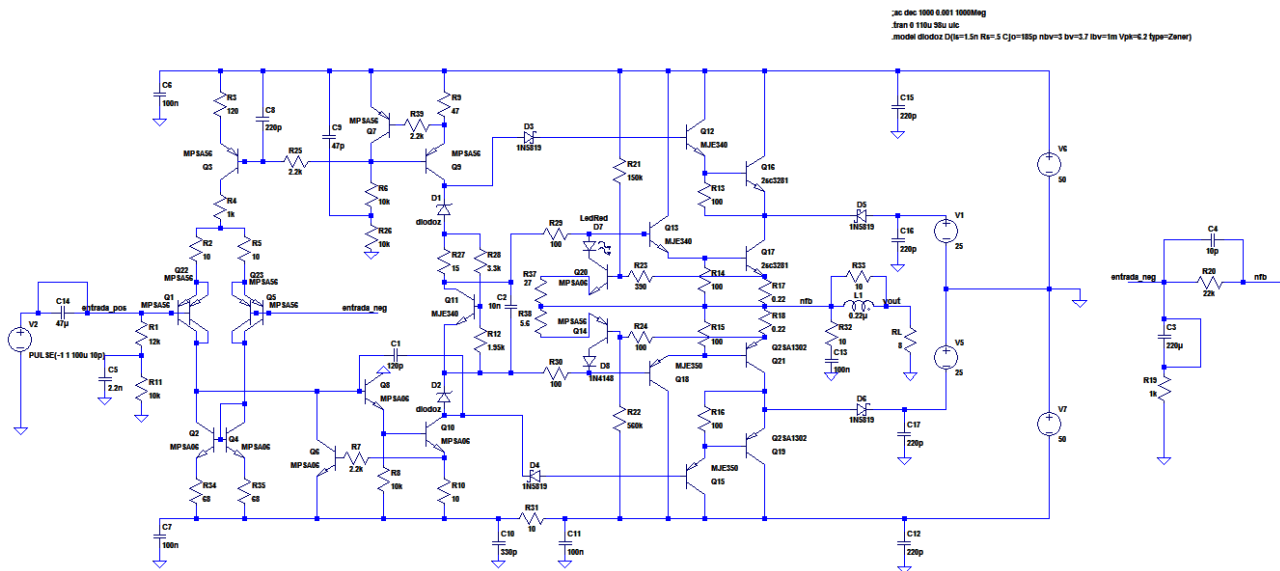 ;ac dec 1000 0.001 1000Meg
.tran 0 110u 98u uic
.model diodoz D(Is=1.5n Rs=.5 Cjo=185p nbv=3 bv=3.7 Ibv=1m Vpk=6.2 type=Zener)
C6
100n
R3
120
C8
220p
C9
47p
MPSA56
Q7
R39
2.2k
R9
47
MPSA56
Q3
R25
2.2k
MPSA56
Q9
D3
1N5819
Q12
MJE340
C15
220p
V6
50
R4
1k
R6
10k
R26
10k
D1
diodoz
R21
150k
R13
100
Q16
2sc3281
R2
10
R5
10
Q22
MPSA56
Q23
MPSA56
Q1
MPSA56
Q5
MPSA56
R27
15
R28
3.3k
R29
100
LedRed
D7
Q13
MJE340
Q17
2sc3281
D5
1N5819
C16
220p
V1
25
C4
10p
entrada_neg
R20
22k
nfb
C14
47µ
entrada_pos
entrada_neg
V2
PULSE(-1 1 100u 10p)
R1
12k
R11
10k
C5
2.2n
Q11
MJE340
C2
10n
R12
1.95k
R37
27
R38
5.6
Q20
MPSA06
MPSA56
Q14
R23
390
R24
100
R14
100
R15
100
R17
0.22
R18
0.22
nfb
R33
10
L1
0.22µ
vout
R32
10
C13
100n
RL
8
C3
220µ
R19
1k
C1
120p
Q8
MPSA06
D2
diodoz
R30
100
D8
1N4148
MJE350
Q18
Q2SA1302
Q21
V5
25
Q2
MPSA06
Q4
MPSA06
Q6
MPSA06
R7
2.2k
R8
10k
Q10
MPSA06
R10
10
D4
1N5819
R22
560k
R16
100
MJE350
Q15
Q2SA1302
Q19
D6
1N5819
C17
220p
V7
50
R34
68
R35
68
C7
100n
R31
10
C10
330p
C11
100n
C12
220p